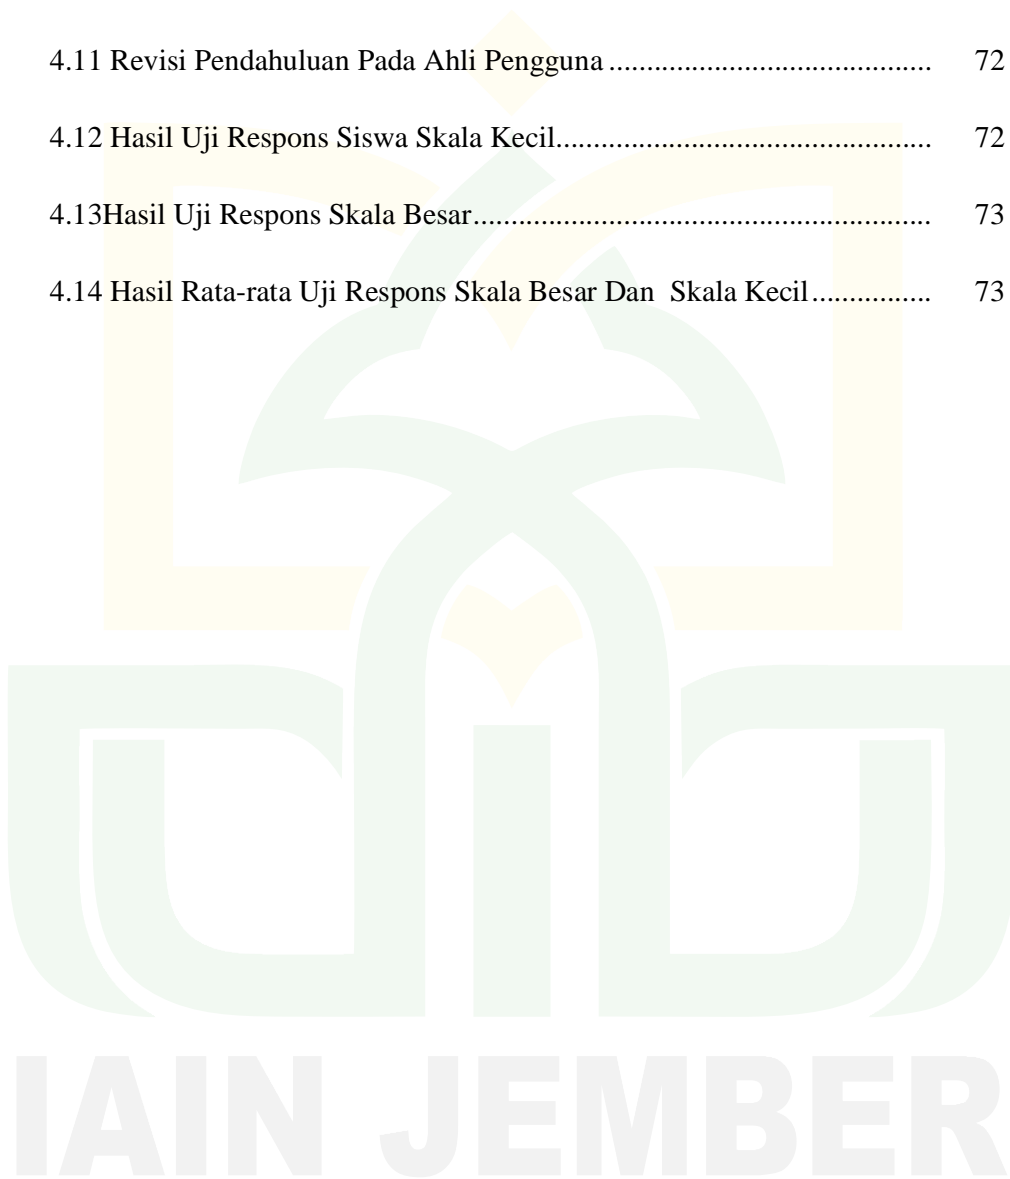 4.11 Revisi Pendahuluan Pada Ahli Pengguna ........................................... 72
4.12 Hasil Uji Respons Siswa Skala Kecil.................................................. 72
4.13Hasil Uji Respons Skala Besar............................................................. 73
4.14 Hasil Rata-rata Uji Respons Skala Besar Dan  Skala Kecil................ 73
IAIN JEMBER